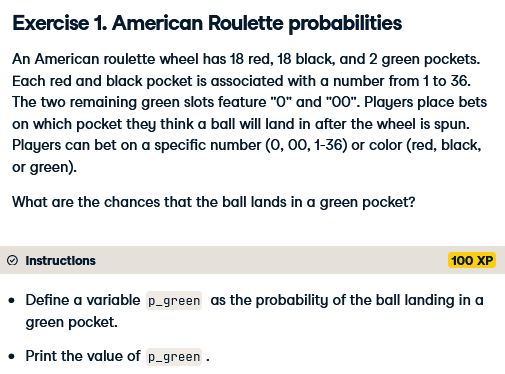 Exercise 1. American Roulette probabilities
An American roulette wheel has 18 red, 18 black, and 2 green pockets.
Each red and black pocket is associated with a number from 1 to 36.
The two remaining green slots feature "0" and "00". Players place bets
on which pocket they think a ball will land in after the wheel is spun.
Players can bet on a specific number (0, 00, 1-36) or color (red, black,
or green).
What are the chances that the ball lands in a green pocket?
Instructions 100 XP
• Define a variable p_green as the probability of the ball landing in a
green pocket.
• Print the value of p_green .